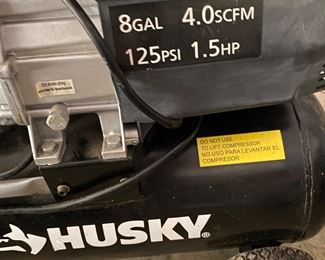 8GAL 4.0SCFM
125PSI 1.5HP
DO NOT USE
TO LIFT COMPRESSOR
NO USO PARA LEVANTAR EL
COMPRESOR
HUSKY®